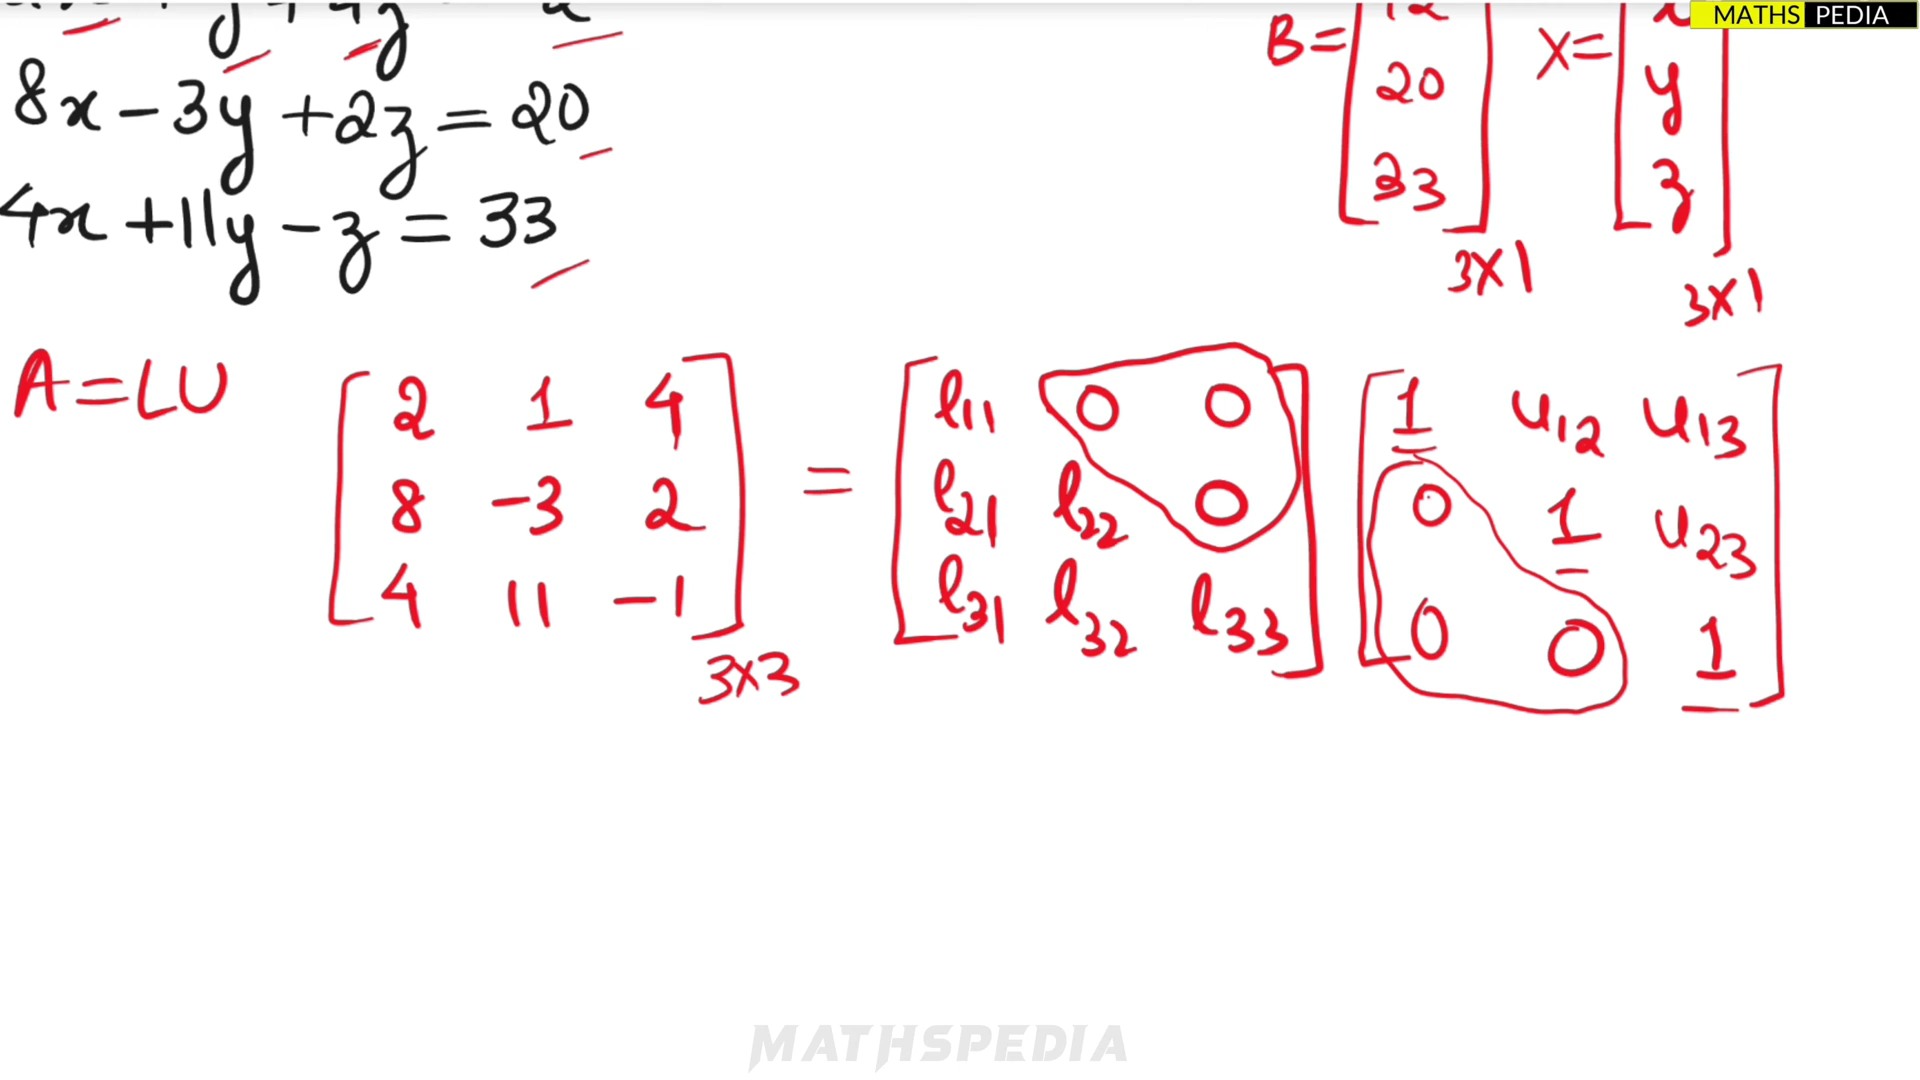 MATHS PEDIA
8x - 3y + 2z = 20
4x + 11y - z = 33
B = [12 20 33] 3×1 X = [x y z] 3×1
A = LU
[2 1 4] = [l11 0 0] [1 u12 u13]
[8 -3 2] [l21 l22 0] [0 1 u23]
[4 11 -1] 3×3 [l31 l32 l33] [0 0 1]
MATHSPEDIA